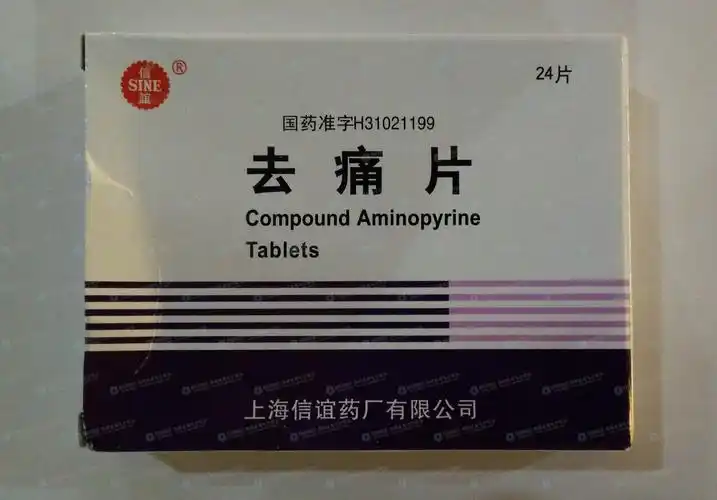 信
SINE
誼
®
24片
国药准字H31021199
去痛片
Compound Aminopyrine
Tablets
上海信谊药厂有限公司